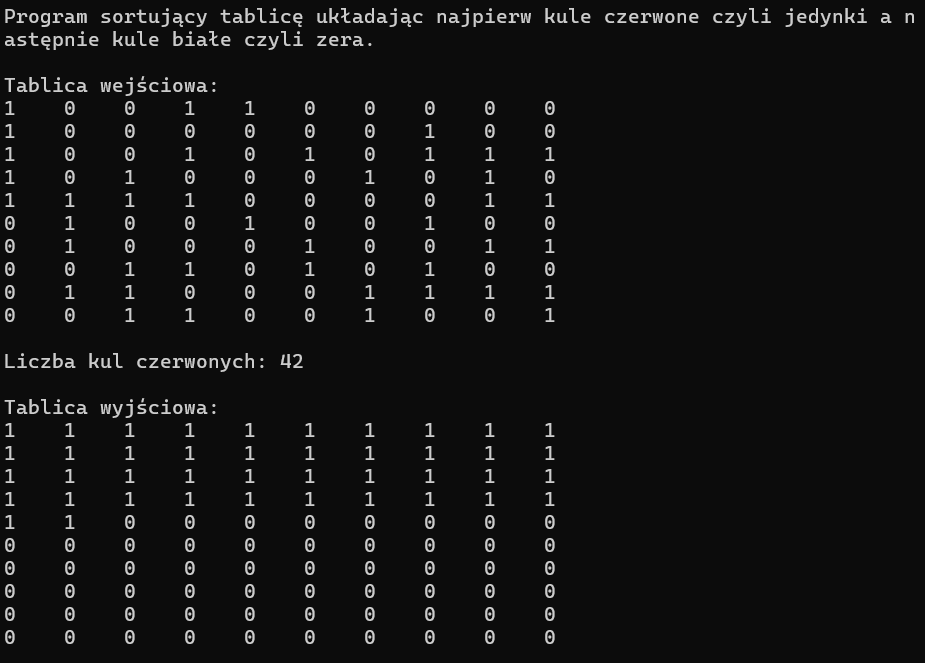 Program sortujący tablicę układając najpierw kule czerwone czyli jedynki a n
astępnie kule białe czyli zera.
Tablica wejściowa:
1 0 0 1 1 0 0 0 0 0
1 0 0 0 0 0 0 1 0 0
1 0 0 1 0 1 0 1 1 1
1 0 1 0 0 0 1 0 1 0
1 1 1 1 0 0 0 0 1 1
0 1 0 0 1 0 0 1 0 0
0 1 0 0 0 1 0 0 1 1
0 0 1 1 0 1 0 1 0 0
0 1 1 0 0 0 1 1 1 1
0 0 1 1 0 0 1 0 0 1
Liczba kul czerwonych: 42
Tablica wyjściowa:
1 1 1 1 1 1 1 1 1 1
1 1 1 1 1 1 1 1 1 1
1 1 1 1 1 1 1 1 1 1
1 1 1 1 1 1 1 1 1 1
1 1 0 0 0 0 0 0 0 0
0 0 0 0 0 0 0 0 0 0
0 0 0 0 0 0 0 0 0 0
0 0 0 0 0 0 0 0 0 0
0 0 0 0 0 0 0 0 0 0
0 0 0 0 0 0 0 0 0 0